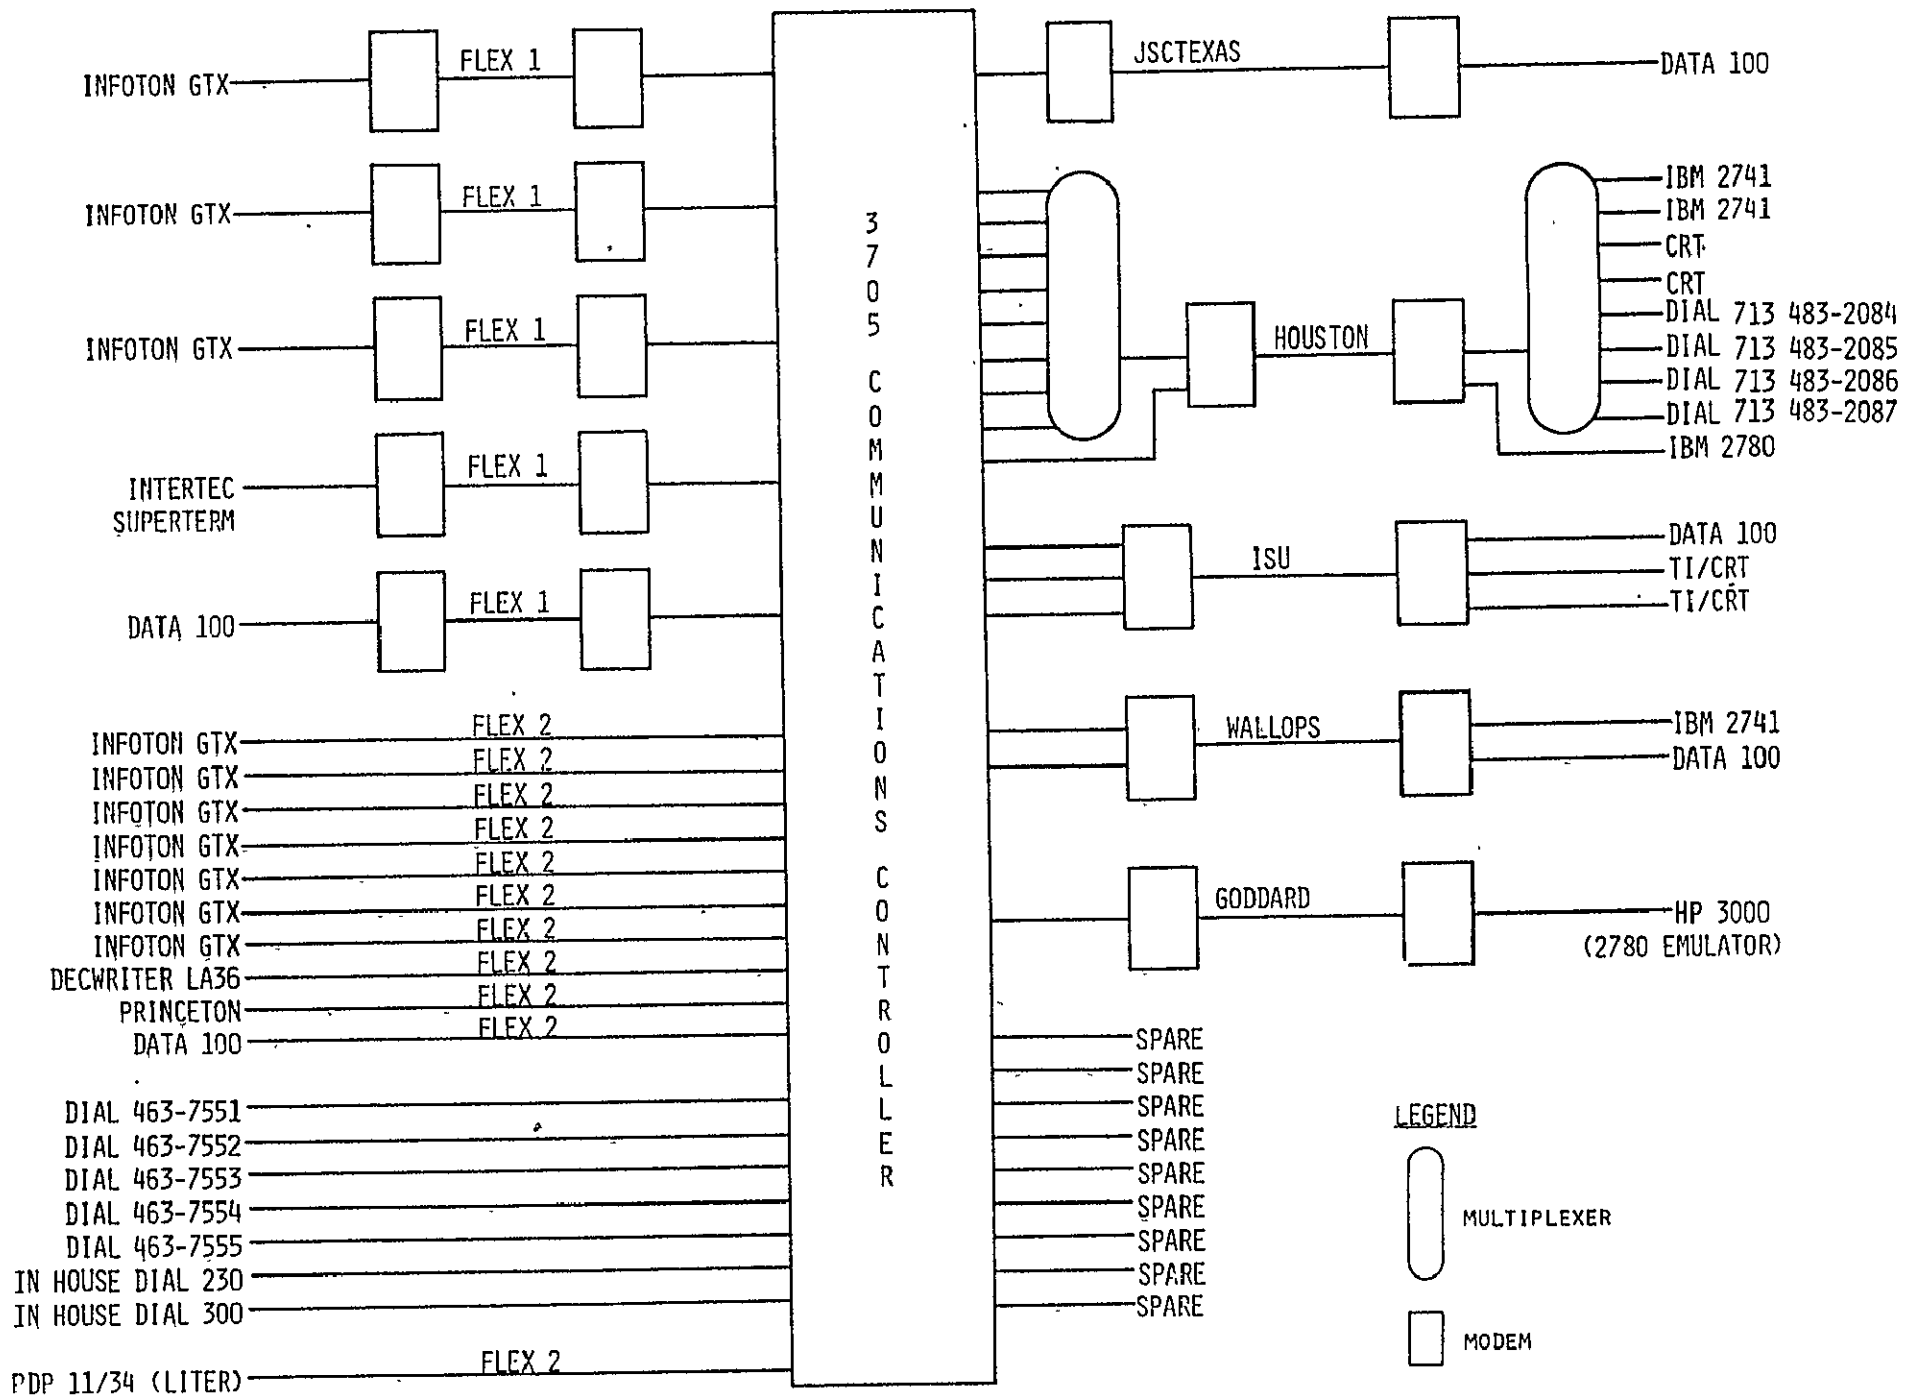 INFOTON GTX
FLEX 1
INFOTON GTX
FLEX 1
INFOTON GTX
FLEX 1
INTERTEC
SUPERTERM
FLEX 1
DATA 100
FLEX 1
INFOTON GTX
FLEX 2
INFOTON GTX
FLEX 2
INFOTON GTX
FLEX 2
INFOTON GTX
FLEX 2
INFOTON GTX
FLEX 2
INFOTON GTX
FLEX 2
INFOTON GTX
FLEX 2
DECWRITER LA36
FLEX 2
PRINCETON
FLEX 2
DATA 100
FLEX 2
DIAL 463-7551
DIAL 463-7552
DIAL 463-7553
DIAL 463-7554
DIAL 463-7555
IN HOUSE DIAL 230
IN HOUSE DIAL 300
PDP 11/34 (LITER)
FLEX 2
3705 COMMUNICATIONS CONTROLLER
JSCTEXAS
DATA 100
HOUSTON
IBM 2741
IBM 2741
CRT
CRT
DIAL 713 483-2084
DIAL 713 483-2085
DIAL 713 483-2086
DIAL 713 483-2087
IBM 2780
ISU
DATA 100
TI/CRT
TI/CRT
WALLOPS
IBM 2741
DATA 100
GODDARD
HP 3000
(2780 EMULATOR)
SPARE
SPARE
SPARE
SPARE
SPARE
SPARE
SPARE
SPARE
SPARE
LEGEND
MULTIPLEXER
MODEM